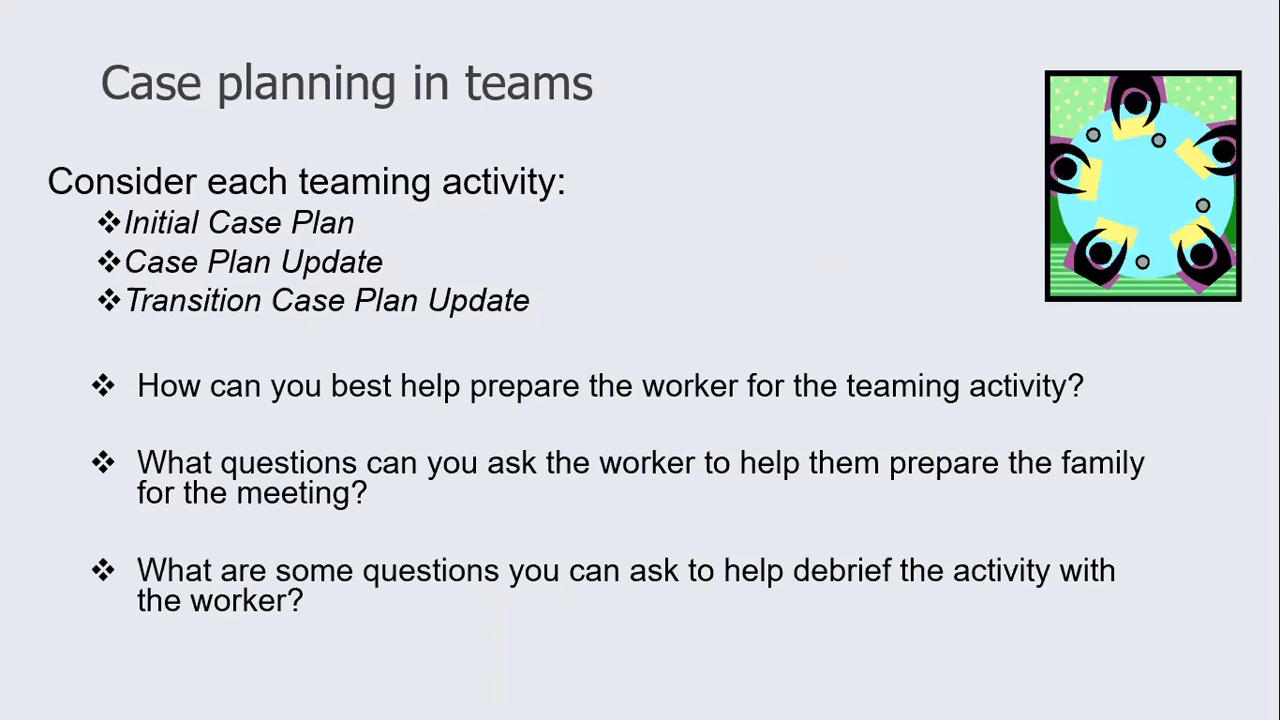 Case planning in teams
Consider each teaming activity:
❖Initial Case Plan
❖Case Plan Update
❖Transition Case Plan Update
❖ How can you best help prepare the worker for the teaming activity?
❖ What questions can you ask the worker to help them prepare the family
for the meeting?
❖ What are some questions you can ask to help debrief the activity with
the worker?